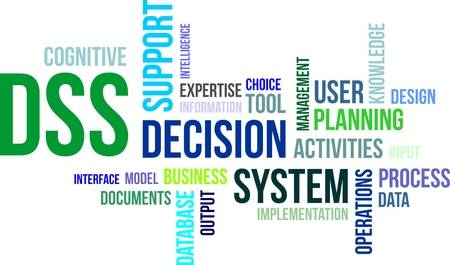 COGNITIVE
DSS
SUPPORT
INTELLIGENCE
EXPERTISE
INFORMATION
CHOICE
TOOL
DECISION
MANAGEMENT
USER
KNOWLEDGE
DESIGN
PLANNING
ACTIVITIES
INPUT
INTERFACE
MODEL
BUSINESS
DOCUMENTS
DATABASE
OUTPUT
SYSTEM
IMPLEMENTATION
OPERATIONS
PROCESS
DATA